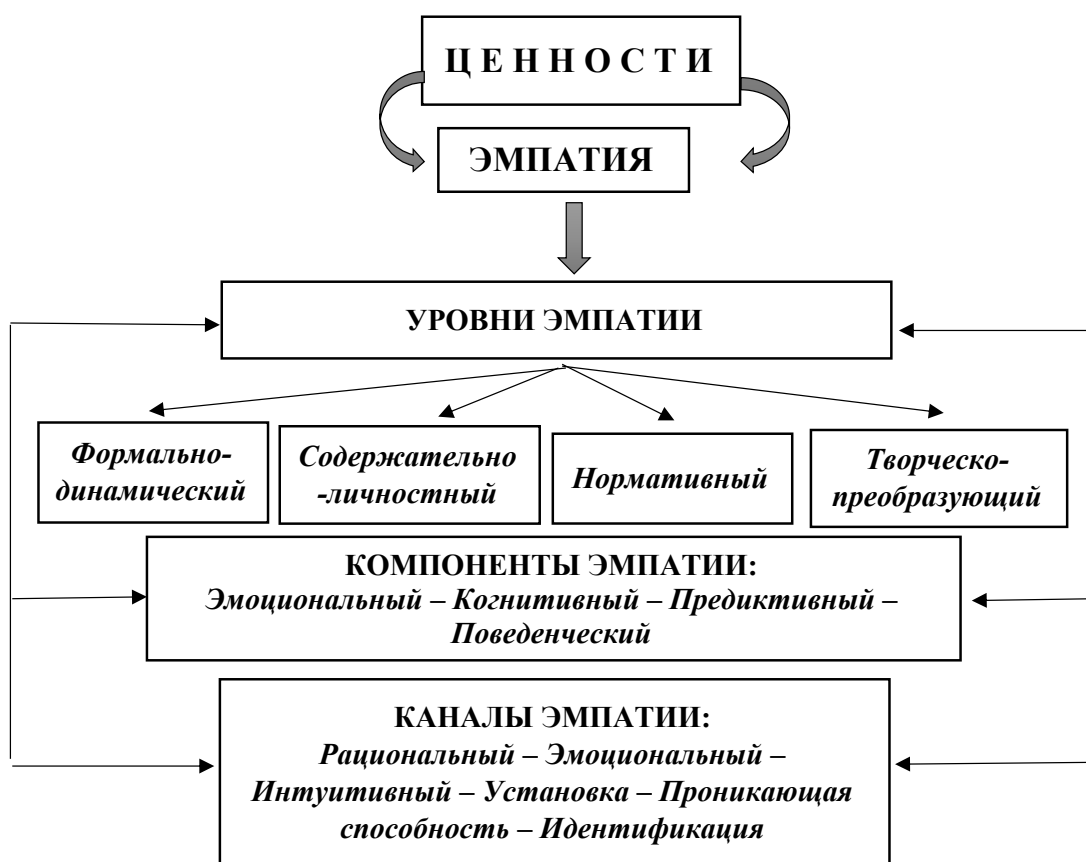 Ц Е Н Н О С Т И
ЭМПАТИЯ
УРОВНИ ЭМПАТИИ
Формально-
динамический
Содержательно
-личностный
Нормативный
Творческо-
преобразующий
КОМПОНЕНТЫ ЭМПАТИИ:
Эмоциональный – Когнитивный – Предиктивный –
Поведенческий
КАНАЛЫ ЭМПАТИИ:
Рациональный – Эмоциональный –
Интуитивный – Установка – Проникающая
способность – Идентификация